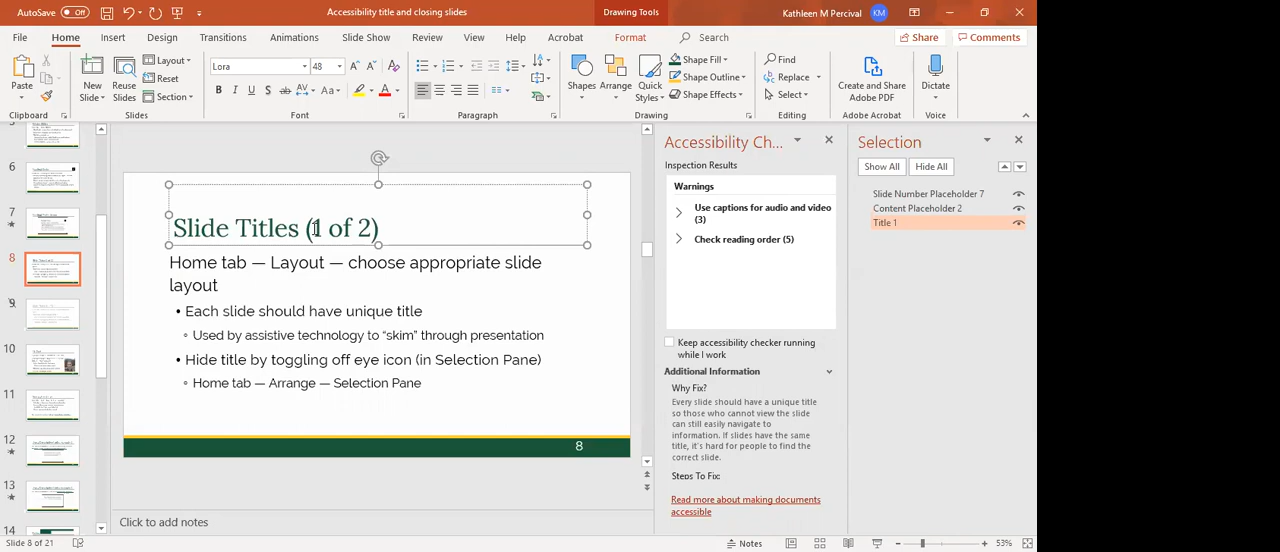 AutoSave Off
Accessibility title and closing slides
Drawing Tools
Kathleen M Percival KM
File Home Insert Design Transitions Animations Slide Show Review View Help Acrobat Format Search Share Comments
Paste
New Slide
Reuse Slides
Layout
Reset
Section
Lora 48
B I U S ab AV Aa A
Shapes Arrange Quick Styles
Shape Fill
Shape Outline
Shape Effects
Find
Replace
Select
Create and Share Adobe PDF
Dictate
Clipboard Slides Font Paragraph Drawing Editing Adobe Acrobat Voice
6
7
8
9
10
11
12
13
14
Slide Titles (1 of 2)
Home tab — Layout — choose appropriate slide
layout
• Each slide should have unique title
◦ Used by assistive technology to “skim” through presentation
• Hide title by toggling off eye icon (in Selection Pane)
◦ Home tab — Arrange — Selection Pane
8
Click to add notes
Accessibility Ch...
Inspection Results
Warnings
Use captions for audio and video
(3)
Check reading order (5)
Keep accessibility checker running
while I work
Additional Information
Why Fix?
Every slide should have a unique title
so those who cannot view the slide
can still easily navigate to
information. If slides have the same
title, it's hard for people to find the
correct slide.
Steps To Fix:
Read more about making documents
accessible
Selection
Show All Hide All
Slide Number Placeholder 7
Content Placeholder 2
Title 1
Slide 8 of 21
Notes
53%